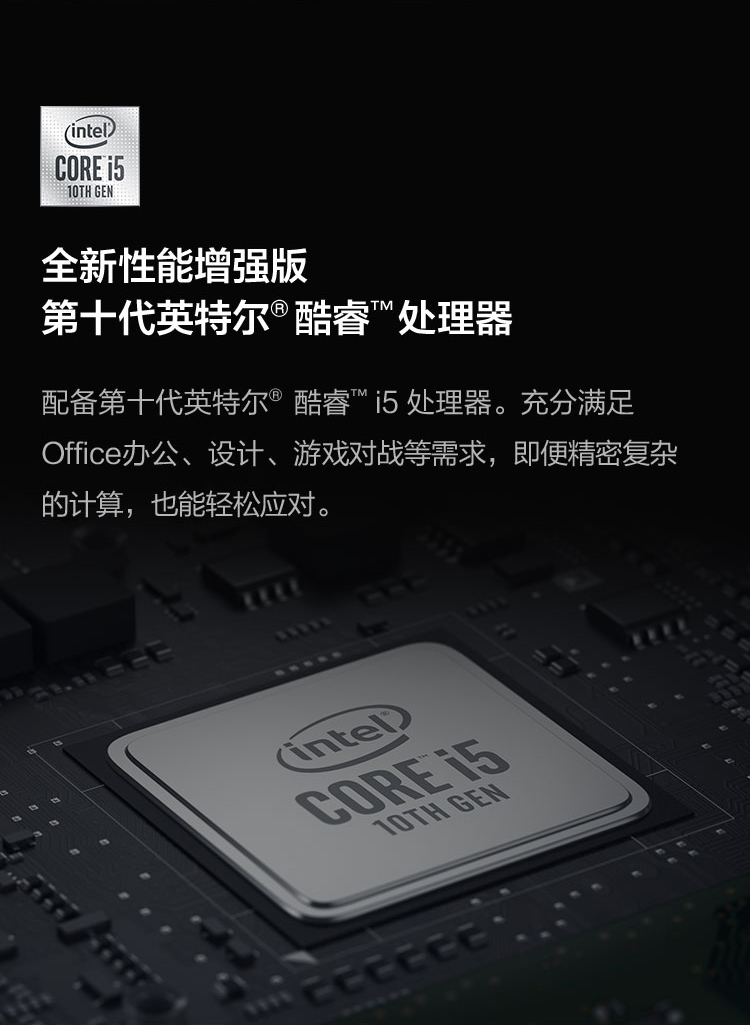 intel
CORE i5
10TH GEN
全新性能增强版
第十代英特尔® 酷睿™ 处理器
配备第十代英特尔® 酷睿™ i5 处理器。充分满足
Office办公、设计、游戏对战等需求，即便精密复杂
的计算，也能轻松应对。
intel®
CORE™ i5
10TH GEN